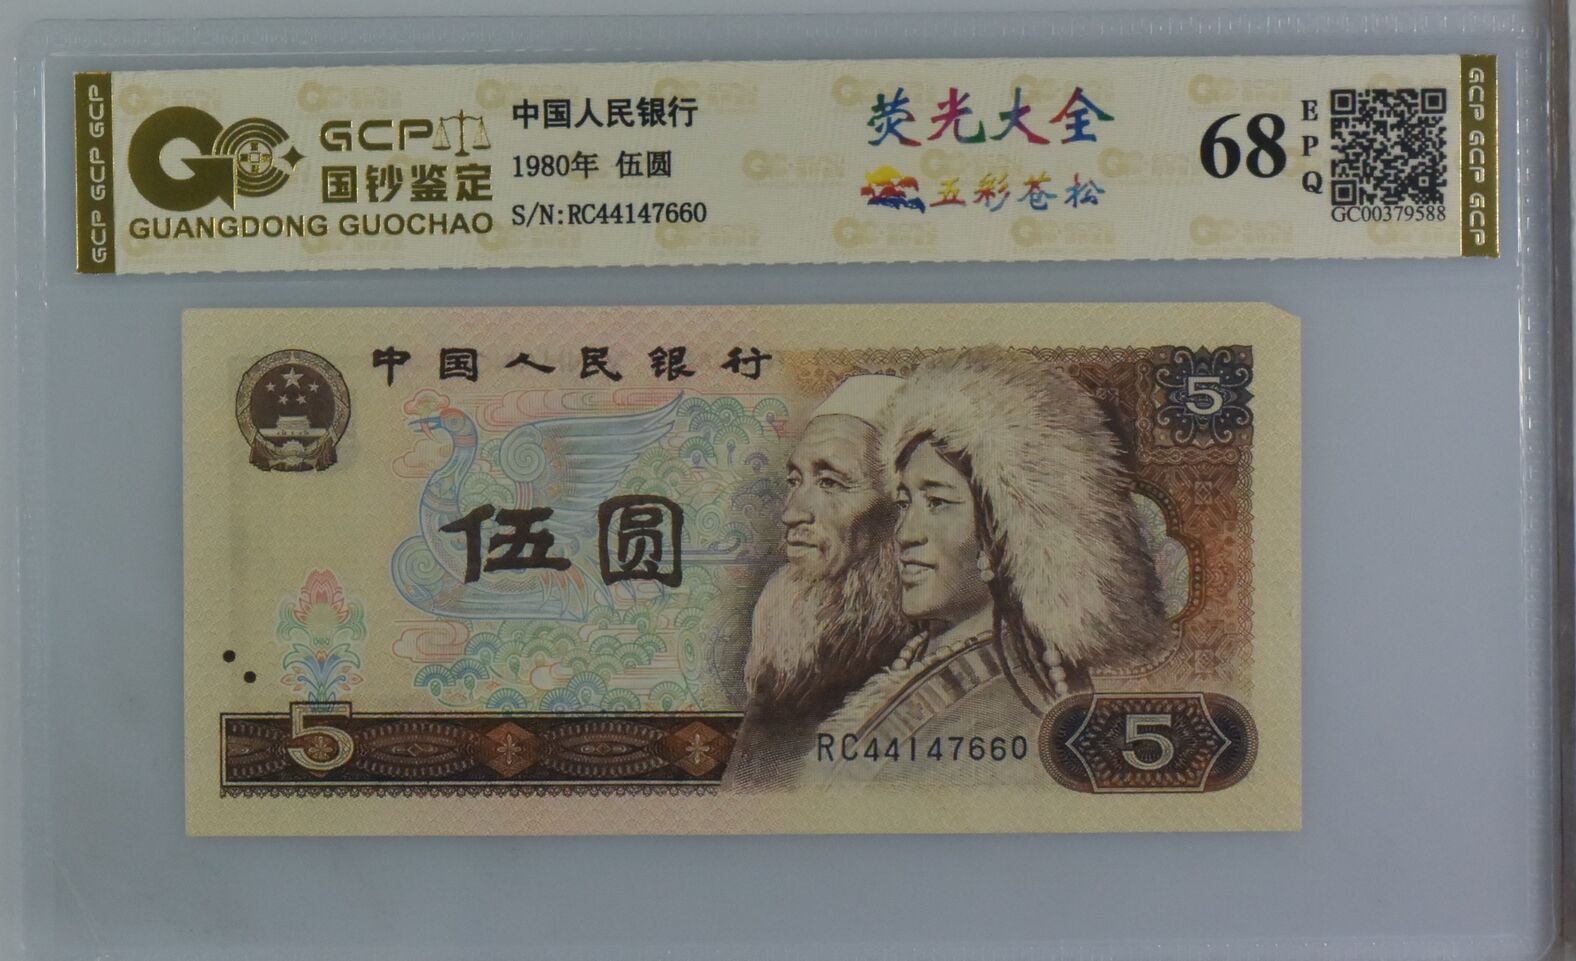 GCP GCP GCP
GCP
国钞鉴定
GUANGDONG GUOCHAO
中国人民银行
1980年 伍圆
S/N:RC44147660
荧光大全
五彩苍松
68
EPQ
GC00379588
GCP GCP GCP
中国人民银行
5
伍圆
5
RC44147660
5